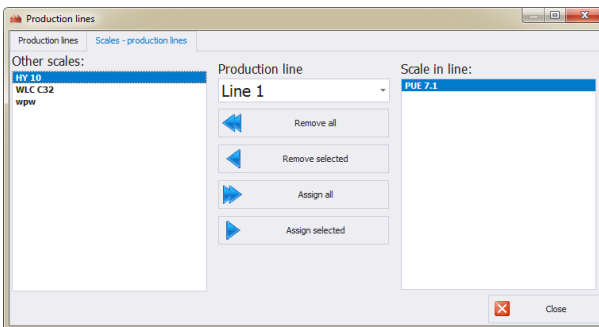 Production lines
Production lines
Scales - production lines
Other scales:
HY 10
WLC C32
wpw
Production line
Line 1
Remove all
Remove selected
Assign all
Assign selected
Scale in line:
PUE 7.1
Close